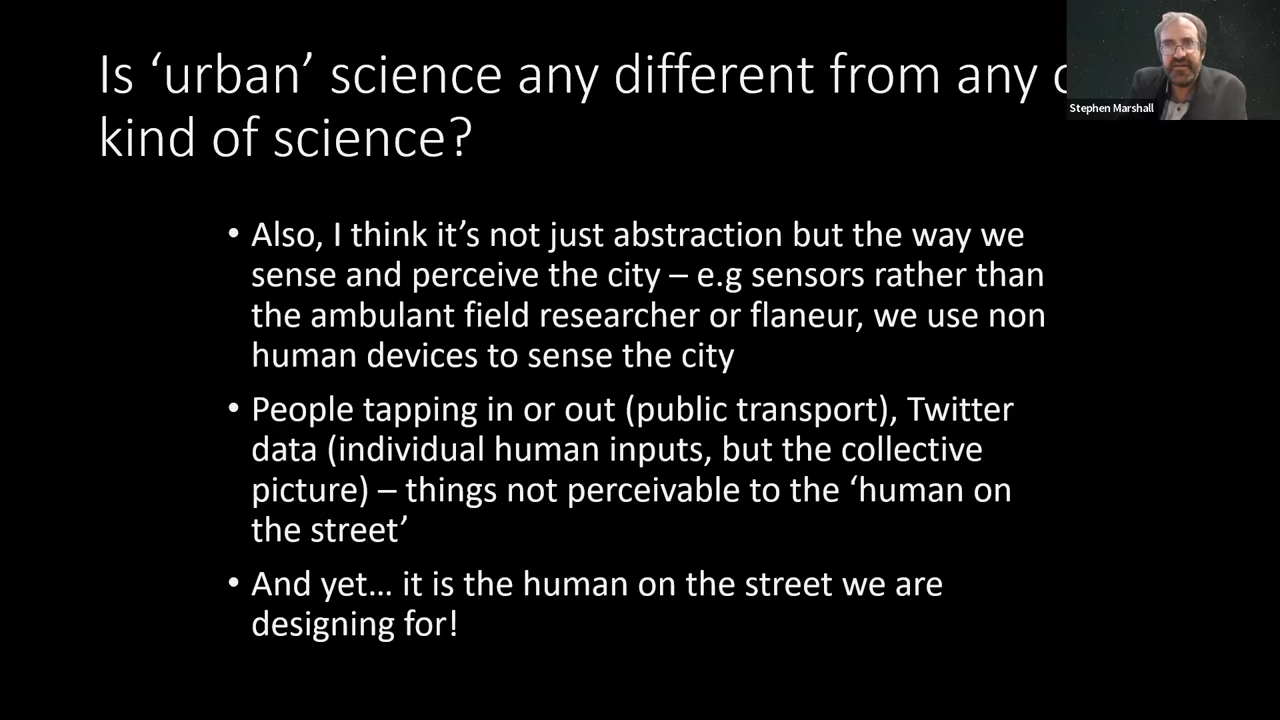 Is ‘urban’ science any different from any
kind of science?
Stephen Marshall
• Also, I think it’s not just abstraction but the way we
sense and perceive the city – e.g sensors rather than
the ambulant field researcher or flaneur, we use non
human devices to sense the city
• People tapping in or out (public transport), Twitter
data (individual human inputs, but the collective
picture) – things not perceivable to the ‘human on
the street’
• And yet… it is the human on the street we are
designing for!